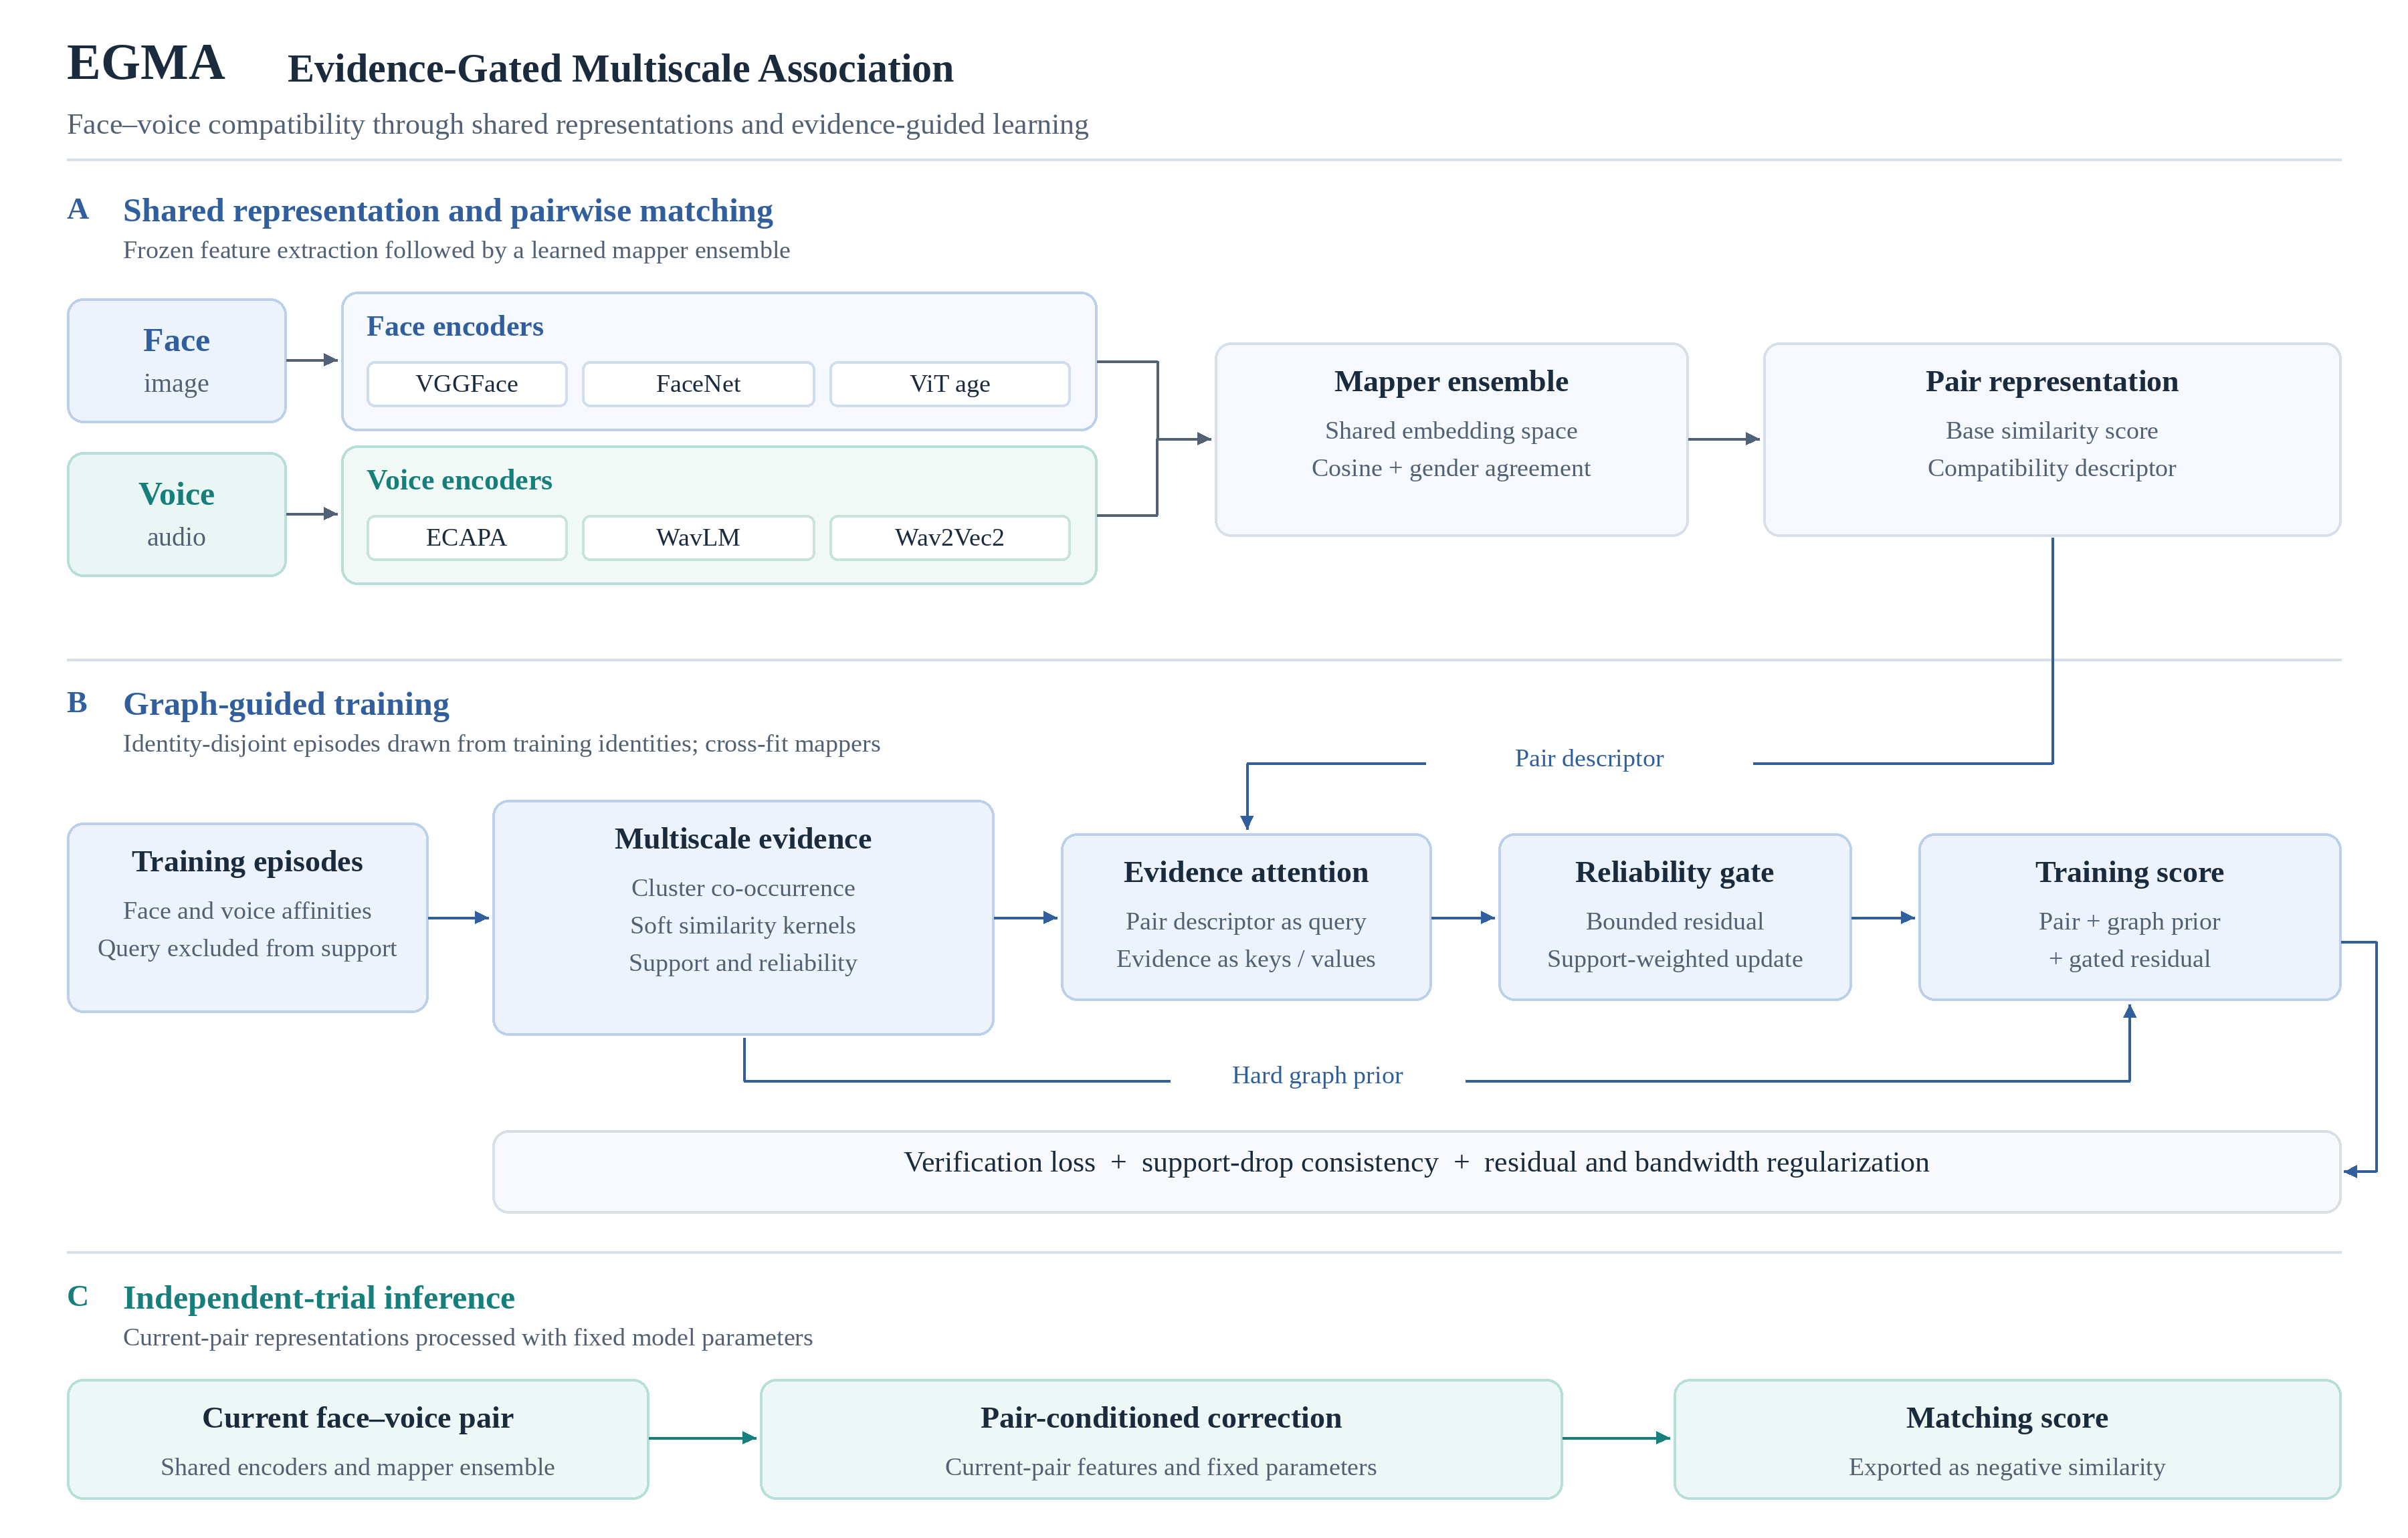 EGMA Evidence-Gated Multiscale Association
Face–voice compatibility through shared representations and evidence-guided learning
A Shared representation and pairwise matching
Frozen feature extraction followed by a learned mapper ensemble
Face
image
Face encoders
VGGFace FaceNet ViT age
Voice
audio
Voice encoders
ECAPA WavLM Wav2Vec2
Mapper ensemble
Shared embedding space
Cosine + gender agreement
Pair representation
Base similarity score
Compatibility descriptor
B Graph-guided training
Identity-disjoint episodes drawn from training identities; cross-fit mappers
Pair descriptor
Training episodes
Face and voice affinities
Query excluded from support
Multiscale evidence
Cluster co-occurrence
Soft similarity kernels
Support and reliability
Evidence attention
Pair descriptor as query
Evidence as keys / values
Reliability gate
Bounded residual
Support-weighted update
Training score
Pair + graph prior
+ gated residual
Hard graph prior
Verification loss + support-drop consistency + residual and bandwidth regularization
C Independent-trial inference
Current-pair representations processed with fixed model parameters
Current face–voice pair
Shared encoders and mapper ensemble
Pair-conditioned correction
Current-pair features and fixed parameters
Matching score
Exported as negative similarity